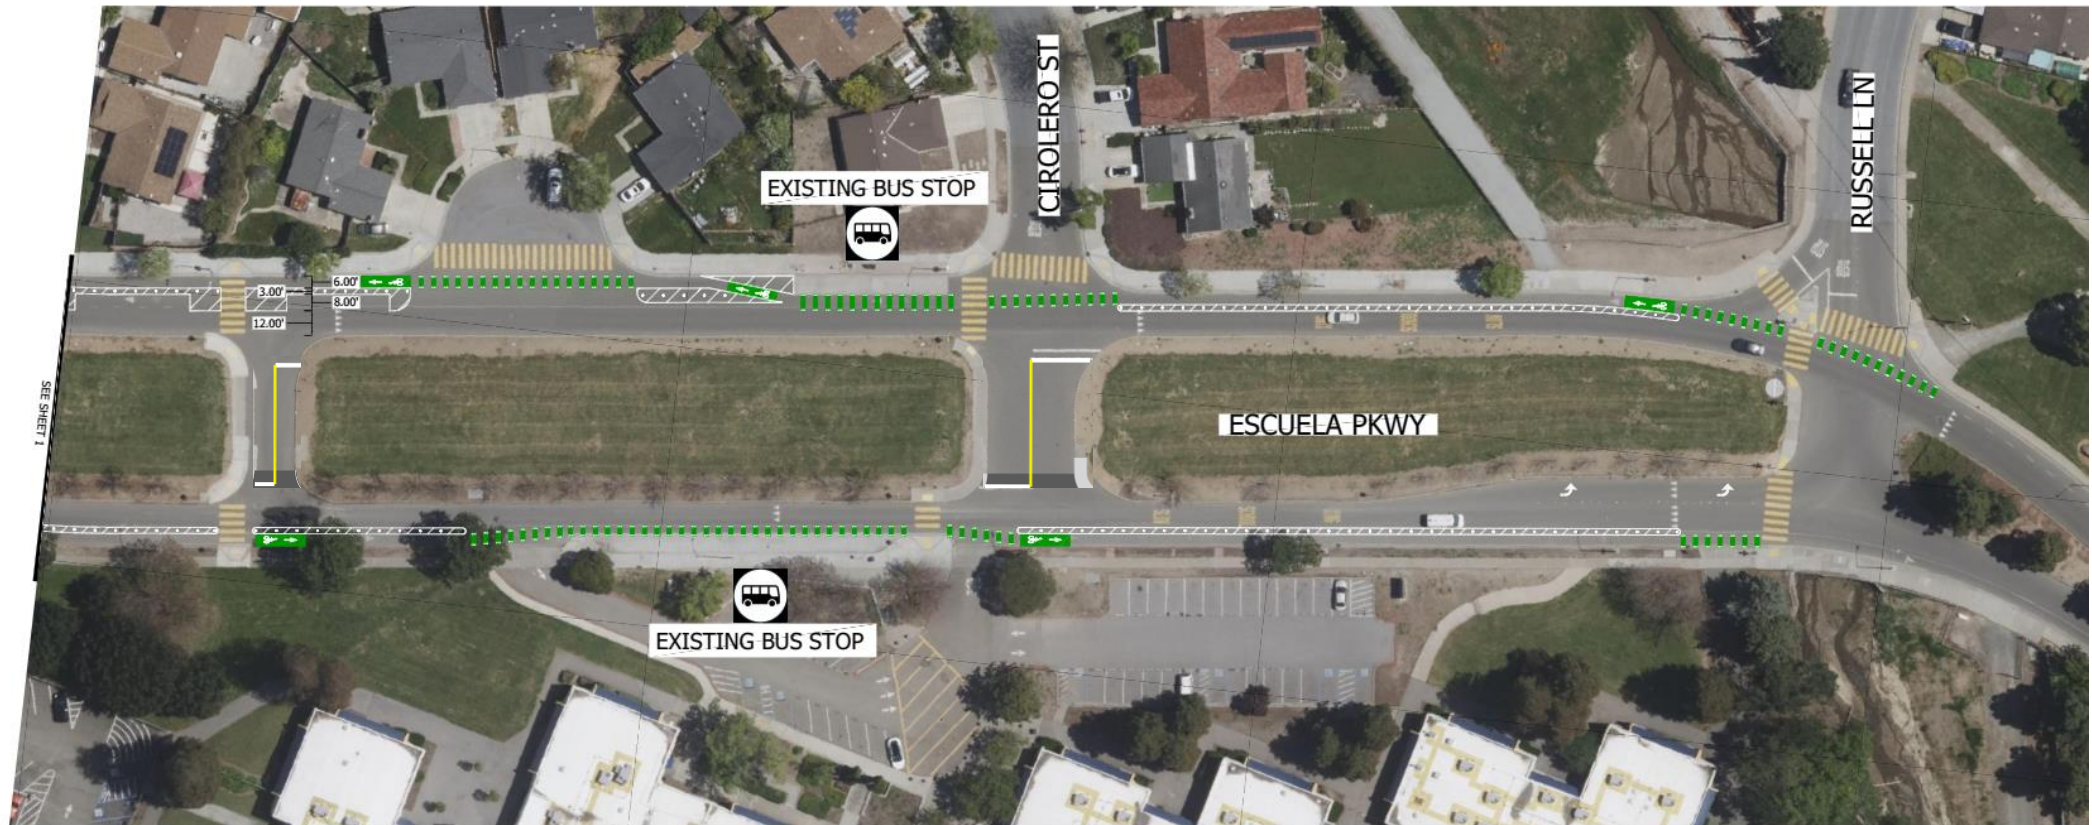 CIROLERO ST
RUSSELL LN
EXISTING BUS STOP
6.00'
3.00'
8.00'
12.00'
SEE SHEET 1
ESCUELA PKWY
EXISTING BUS STOP